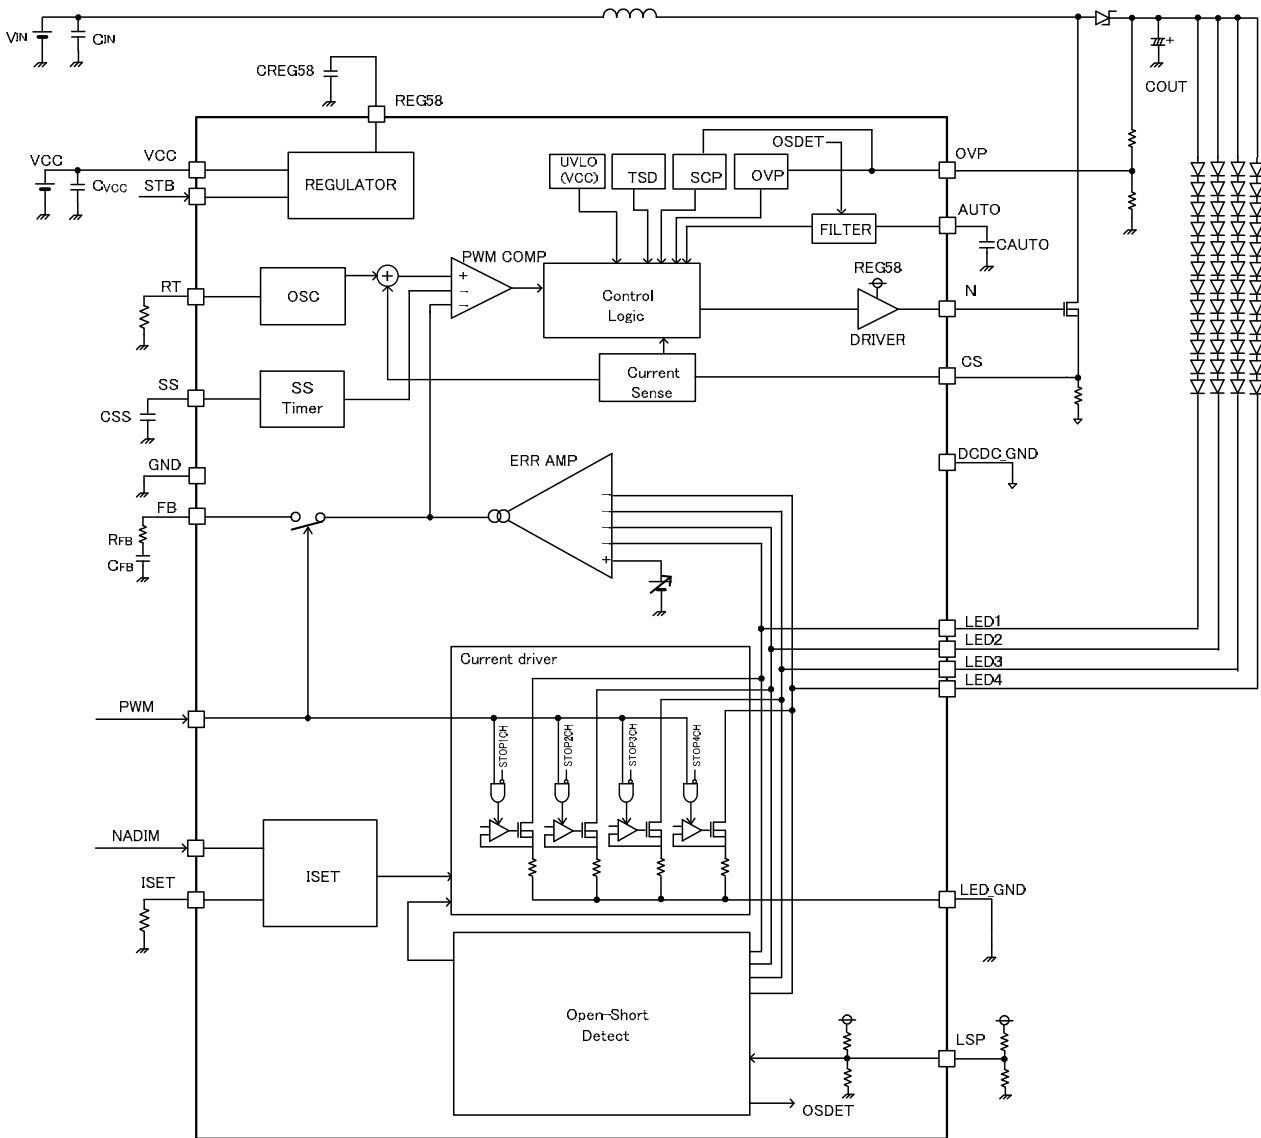 VIN
CIN
COUT
CREG58
REG58
VCC
VCC
CVCC
STB
REGULATOR
UVLO
(VCC)
TSD
SCP
OVP
OSDET
OVP
AUTO
CAUTO
FILTER
PWM COMP
REG58
RT
OSC
+
+
−
−
Control
Logic
DRIVER
N
CS
SS
CSS
SS
Timer
Current
Sense
GND
ERR AMP
DCDC_GND
FB
RFB
CFB
−
−
−
−
+
+
LED1
LED2
LED3
LED4
Current driver
PWM
STOP1CH
STOP2CH
STOP3CH
STOP4CH
NADIM
ISET
ISET
LED_GND
Open-Short
Detect
LSP
OSDET